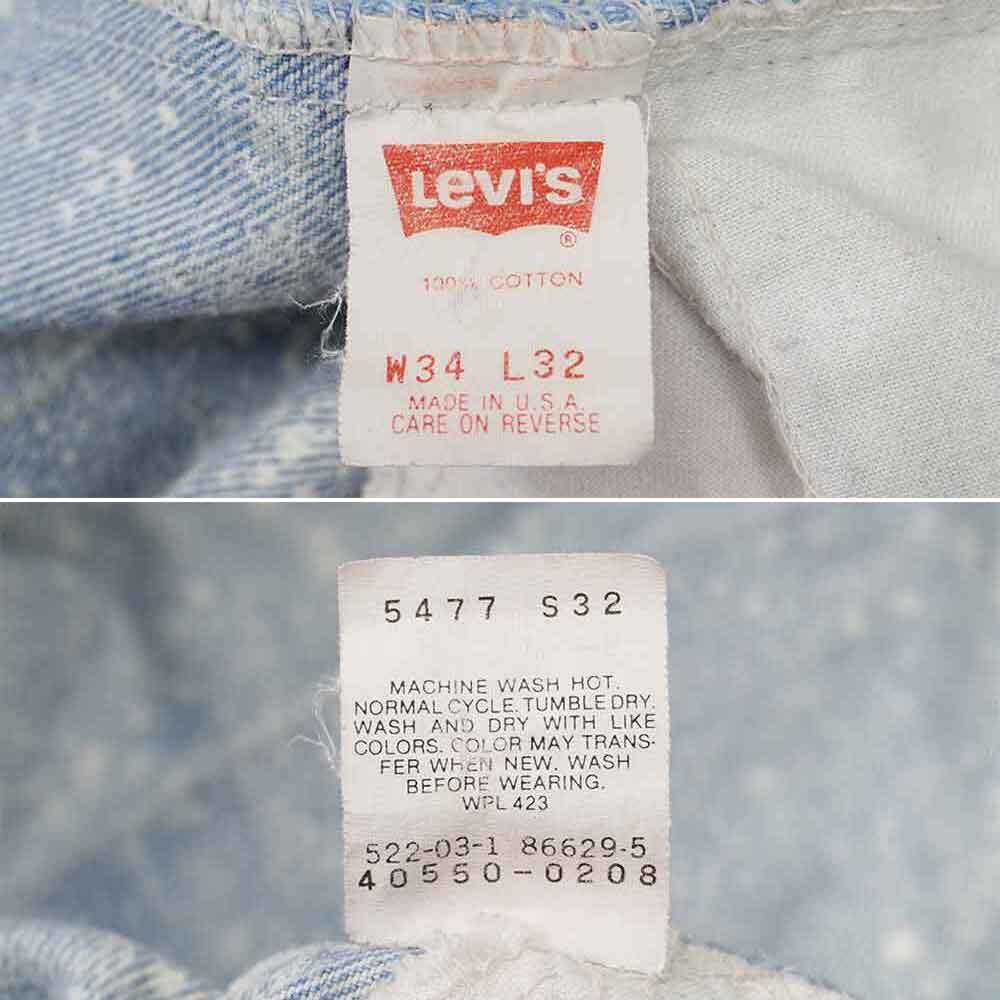 LEVI'S ®
100% COTTON
W34 L32
MADE IN U.S.A.
CARE ON REVERSE
5477 S32
MACHINE WASH HOT.
NORMAL CYCLE. TUMBLE DRY.
WASH AND DRY WITH LIKE
COLORS. COLOR MAY TRANS-
FER WHEN NEW. WASH
BEFORE WEARING.
WPL 423
522-03-1 86629-5
40550-0208